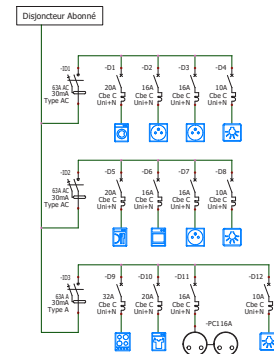 Disjoncteur Abonné
-ID1
63A AC
30mA
Type AC
-D1
20A
Cbe C
Uni+N
-D2
16A
Cbe C
Uni+N
-D3
16A
Cbe C
Uni+N
-D4
10A
Cbe C
Uni+N
-ID2
63A AC
30mA
Type AC
-D5
20A
Cbe C
Uni+N
-D6
16A
Cbe C
Uni+N
-D7
16A
Cbe C
Uni+N
-D8
10A
Cbe C
Uni+N
-ID3
63A A
30mA
Type A
-D9
32A
Cbe C
Uni+N
-D10
20A
Cbe C
Uni+N
-D11
16A
Cbe C
Uni+N
-D12
10A
Cbe C
Uni+N
-PC116A